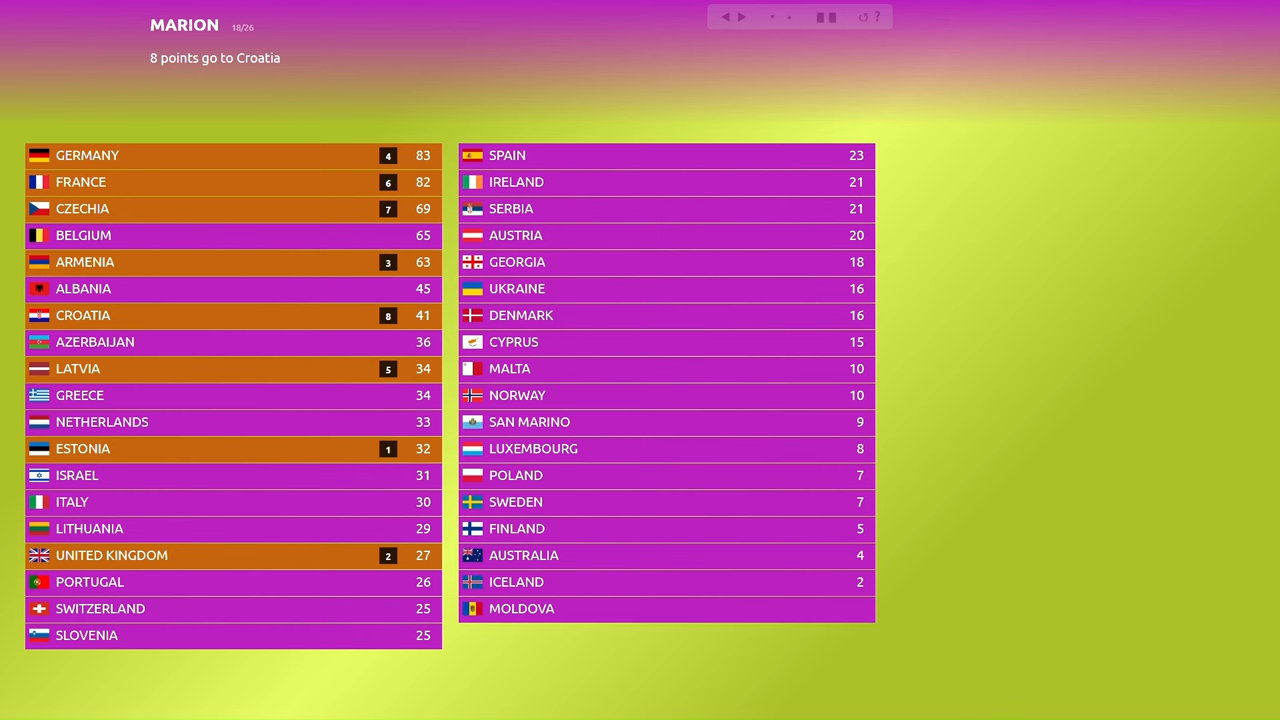 MARION 18/26
8 points go to Croatia
GERMANY 4 83
FRANCE 6 82
CZECHIA 7 69
BELGIUM 65
ARMENIA 3 63
ALBANIA 45
CROATIA 8 41
AZERBAIJAN 36
LATVIA 5 34
GREECE 34
NETHERLANDS 33
ESTONIA 1 32
ISRAEL 31
ITALY 30
LITHUANIA 29
UNITED KINGDOM 2 27
PORTUGAL 26
SWITZERLAND 25
SLOVENIA 25
SPAIN 23
IRELAND 21
SERBIA 21
AUSTRIA 20
GEORGIA 18
UKRAINE 16
DENMARK 16
CYPRUS 15
MALTA 10
NORWAY 10
SAN MARINO 9
LUXEMBOURG 8
POLAND 7
SWEDEN 7
FINLAND 5
AUSTRALIA 4
ICELAND 2
MOLDOVA